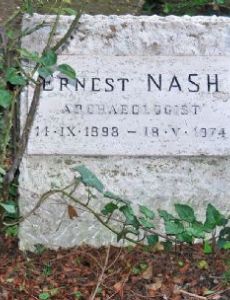 ERNEST NASH
ARCHAEOLOGIST
14·IX·1898 – 18·V·1974